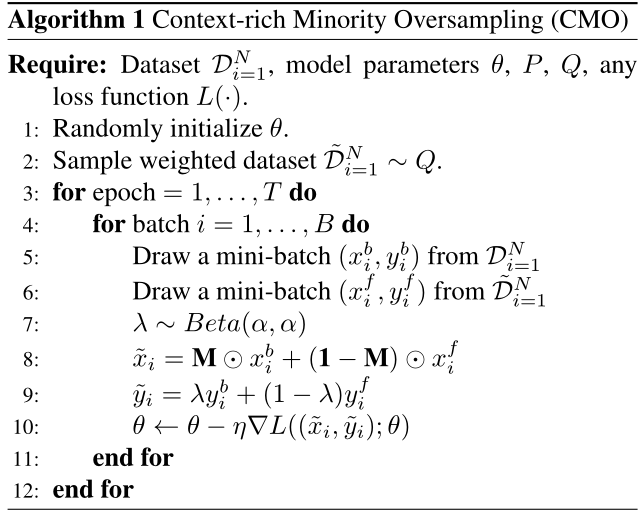 Algorithm 1 Context-rich Minority Oversampling (CMO)
Require: Dataset $\mathcal{D}_{i=1}^{N}$, model parameters $\theta$, $P$, $Q$, any
loss function $L(\cdot)$.
1: Randomly initialize $\theta$.
2: Sample weighted dataset $\tilde{\mathcal{D}}_{i=1}^{N} \sim Q$.
3: for epoch $= 1, \ldots, T$ do
4: for batch $i = 1, \ldots, B$ do
5: Draw a mini-batch $(x_i^b, y_i^b)$ from $\mathcal{D}_{i=1}^{N}$
6: Draw a mini-batch $(x_i^f, y_i^f)$ from $\tilde{\mathcal{D}}_{i=1}^{N}$
7: $\lambda \sim Beta(\alpha, \alpha)$
8: $\tilde{x}_i = \mathbf{M} \odot x_i^b + (\mathbf{1} - \mathbf{M}) \odot x_i^f$
9: $\tilde{y}_i = \lambda y_i^b + (1 - \lambda) y_i^f$
10: $\theta \leftarrow \theta - \eta \nabla L((\tilde{x}_i, \tilde{y}_i); \theta)$
11: end for
12: end for